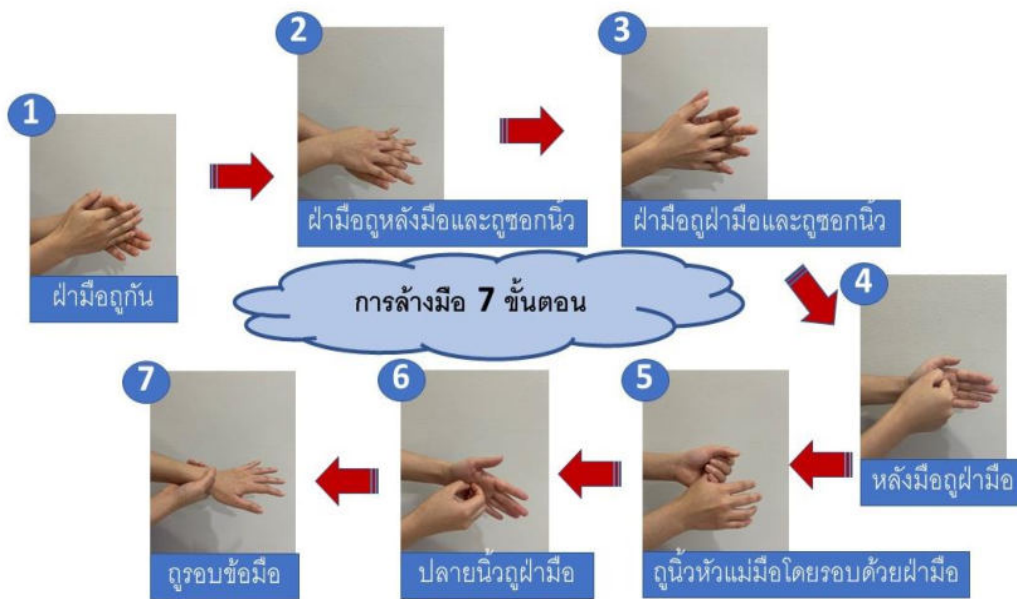 1
ฝ่ามือถูกัน
2
ฝ่ามือถูหลังมือและถูซอกนิ้ว
3
ฝ่ามือถูฝ่ามือและถูซอกนิ้ว
การล้างมือ 7 ขั้นตอน
4
หลังมือถูฝ่ามือ
5
ถูนิ้วหัวแม่มือโดยรอบด้วยฝ่ามือ
6
ปลายนิ้วถูฝ่ามือ
7
ถูรอบข้อมือ